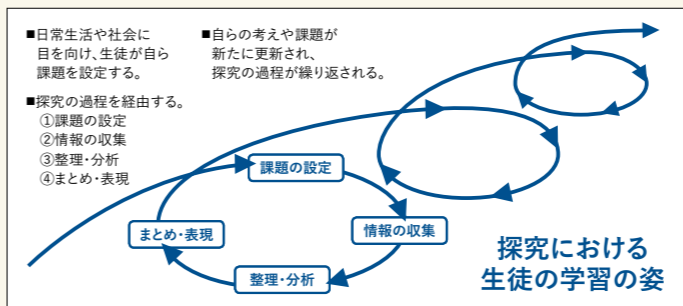 ■日常生活や社会に
目を向け、生徒が自ら
課題を設定する。
■探究の過程を経由する。
①課題の設定
②情報の収集
③整理・分析
④まとめ・表現
■自らの考えや課題が
新たに更新され、
探究の過程が繰り返される。
課題の設定
情報の収集
整理・分析
まとめ・表現
探究における
生徒の学習の姿